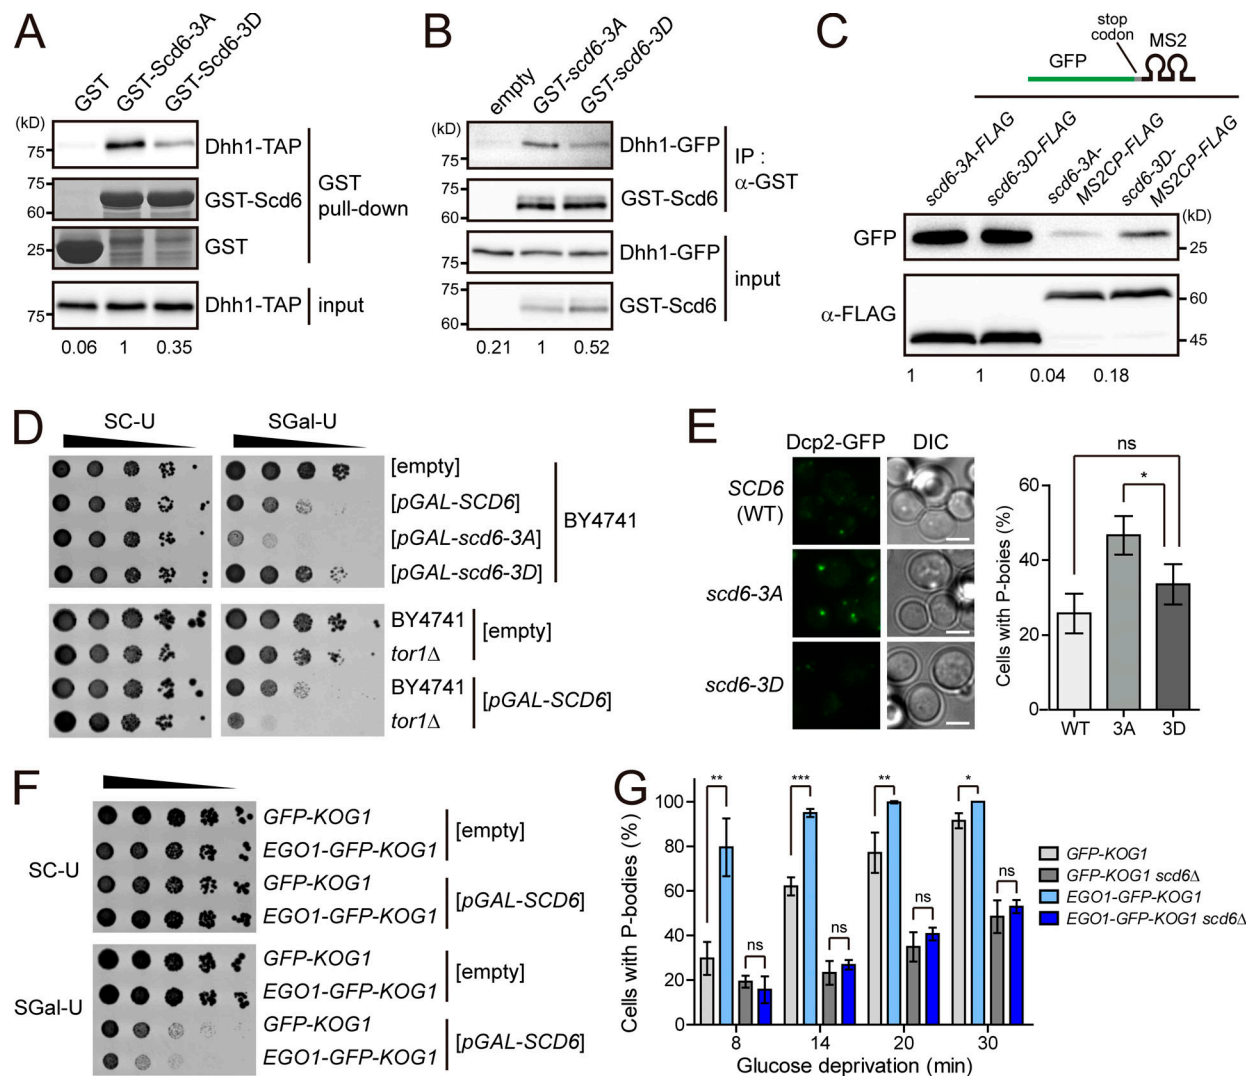 A
GST
GST-Scd6-3A
GST-Scd6-3D
(kD)
75
Dhh1-TAP
75
60
GST-Scd6
25
GST
GST
pull-down
75
Dhh1-TAP
input
0.06 1 0.35
B
empty
GST-scd6-3A
GST-scd6-3D
(kD)
75
Dhh1-GFP
60
GST-Scd6
IP :
α-GST
75
Dhh1-GFP
60
GST-Scd6
input
0.21 1 0.52
C
stop
codon
MS2
GFP
scd6-3A-FLAG
scd6-3D-FLAG
scd6-3A-
MS2CP-FLAG
scd6-3D-
MS2CP-FLAG
(kD)
GFP
25
α-FLAG
60
45
1 1 0.04 0.18
D
SC-U SGal-U
[empty]
[pGAL-SCD6]
[pGAL-scd6-3A]
[pGAL-scd6-3D]
BY4741
BY4741
tor1Δ
[empty]
BY4741
tor1Δ
[pGAL-SCD6]
E
Dcp2-GFP DIC
SCD6
(WT)
scd6-3A
scd6-3D
ns
*
Cells with P-boies (%)
60
40
20
0
WT 3A 3D
F
SC-U
GFP-KOG1
EGO1-GFP-KOG1
[empty]
GFP-KOG1
EGO1-GFP-KOG1
[pGAL-SCD6]
SGal-U
GFP-KOG1
EGO1-GFP-KOG1
[empty]
GFP-KOG1
EGO1-GFP-KOG1
[pGAL-SCD6]
G
Cells with P-bodies (%)
100
80
60
40
20
0
** *** ** *
ns ns ns ns
8 14 20 30
Glucose deprivation (min)
GFP-KOG1
GFP-KOG1 scd6Δ
EGO1-GFP-KOG1
EGO1-GFP-KOG1 scd6Δ